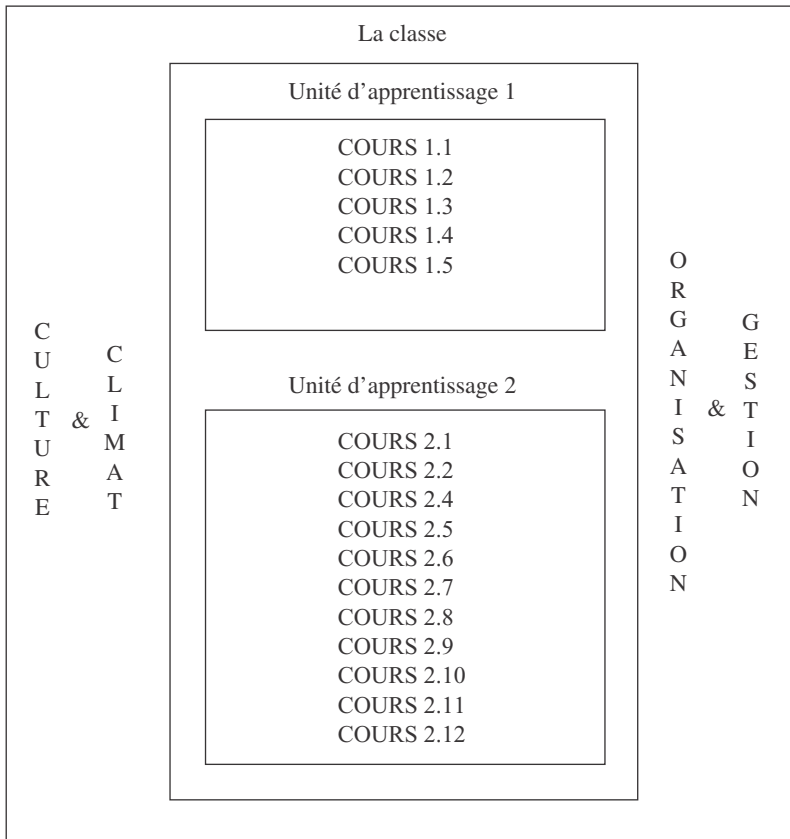 La classe
Unité d'apprentissage 1
COURS 1.1
COURS 1.2
COURS 1.3
COURS 1.4
COURS 1.5
CULTURE
&
CLIMAT
Unité d'apprentissage 2
COURS 2.1
COURS 2.2
COURS 2.4
COURS 2.5
COURS 2.6
COURS 2.7
COURS 2.8
COURS 2.9
COURS 2.10
COURS 2.11
COURS 2.12
ORGANISATION
&
GESTION